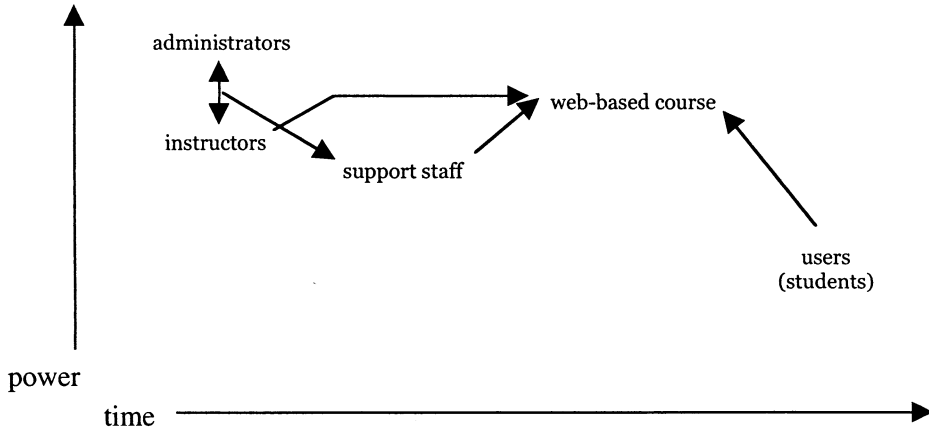 administrators
instructors
support staff
web-based course
users
(students)
power
time